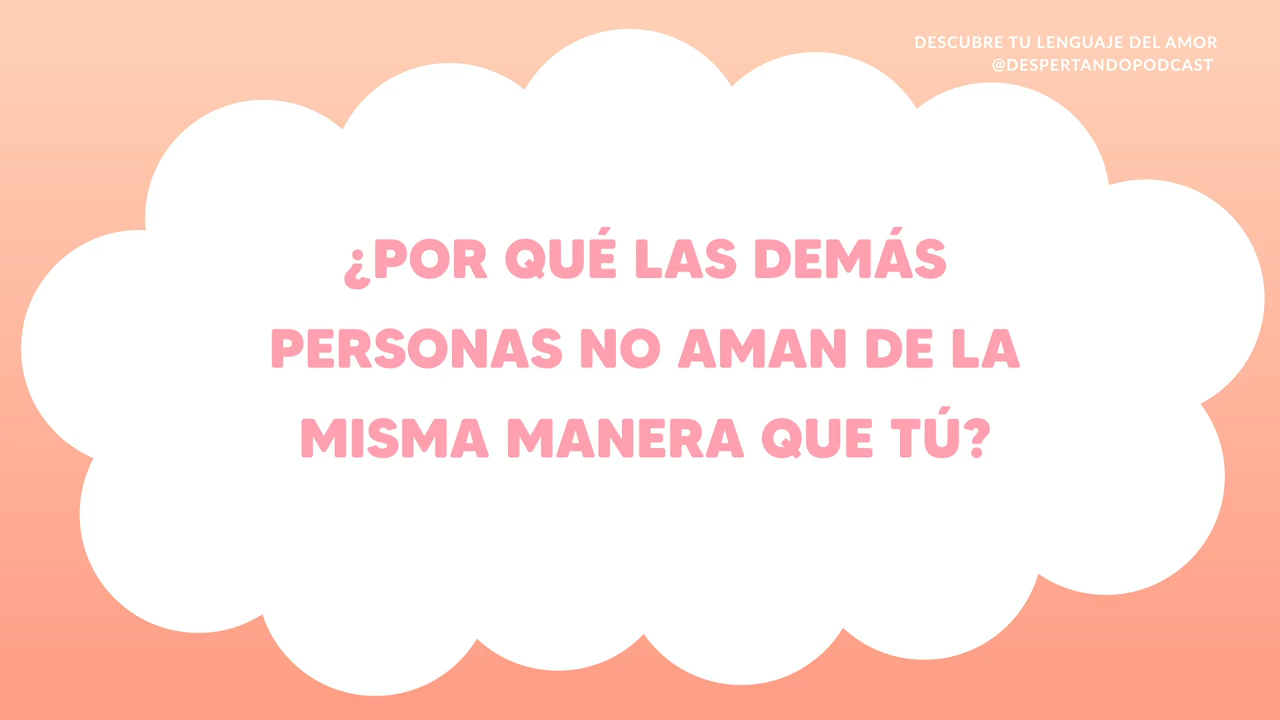 DESCUBRE TU LENGUAJE DEL AMOR
@DESPERTANDOPODCAST
¿POR QUÉ LAS DEMÁS
PERSONAS NO AMAN DE LA
MISMA MANERA QUE TÚ?